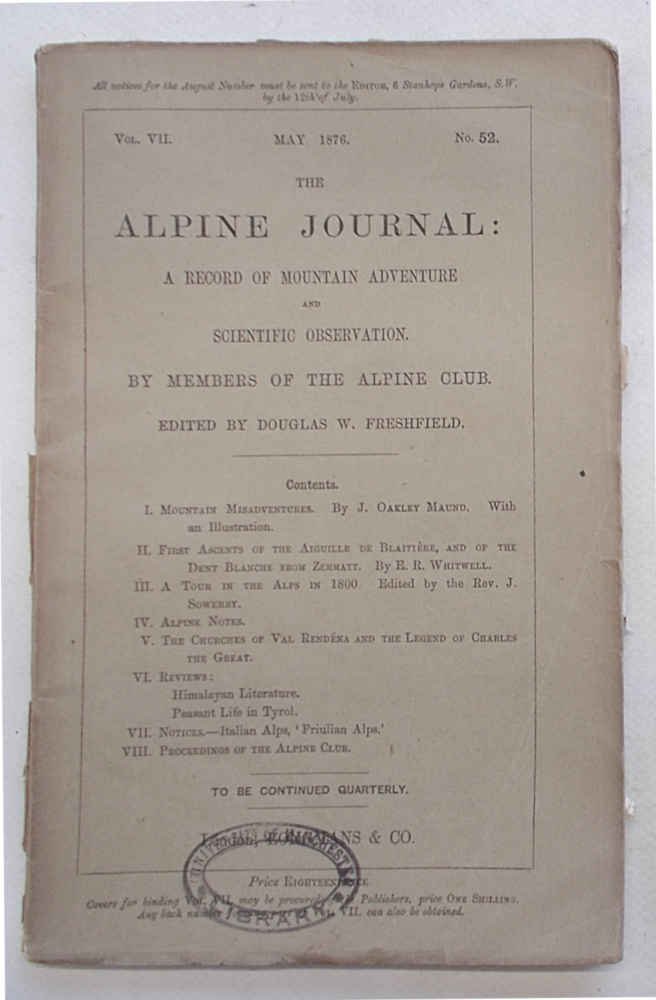 All notices for the August Number must be sent to the EDITOR, 6 Stanhope Gardens, S.W.
by the 12th of July.
VOL. VII. MAY 1876. No. 52.
THE
ALPINE JOURNAL:
A RECORD OF MOUNTAIN ADVENTURE
AND
SCIENTIFIC OBSERVATION.
BY MEMBERS OF THE ALPINE CLUB.
EDITED BY DOUGLAS W. FRESHFIELD.
Contents.
I. MOUNTAIN MISADVENTURES. By J. OAKLEY MAUND. With
an Illustration.
II. FIRST ASCENTS OF THE AIGUILLE DE BLAITIÈRE, AND OF THE
DENT BLANCHE FROM ZERMATT. By E. R. WHITWELL.
III. A TOUR IN THE ALPS IN 1800. Edited by the Rev. J.
SOWERBY.
IV. ALPINE NOTES.
V. THE CHURCHES OF VAL RENDÉNA AND THE LEGEND OF CHARLES
THE GREAT.
VI. REVIEWS:
Himalayan Literature.
Peasant Life in Tyrol.
VII. NOTICES.—Italian Alps, 'Friulian Alps.'
VIII. PROCEEDINGS OF THE ALPINE CLUB.
TO BE CONTINUED QUARTERLY.
London, LONGMANS & CO.
Price EIGHTEENPENCE
Covers for binding Vol. VII. may be procured Publishers, price ONE SHILLING.
Any back number VII. can also be obtained.
LIBRARY